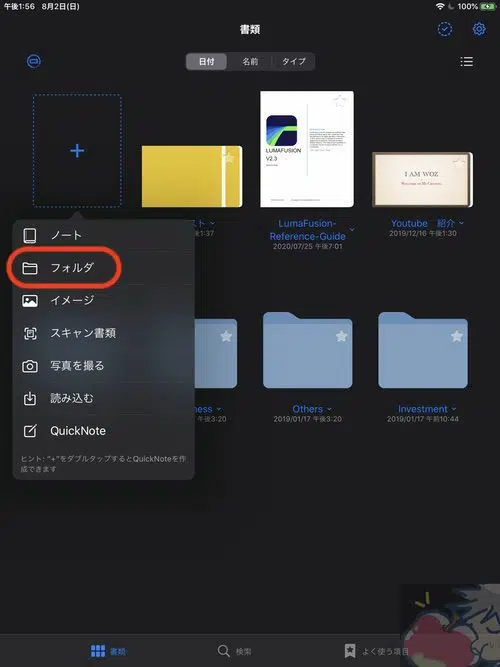 午後1:56 8月2日(日)
100%
書類
日付 名前 タイプ
LUMAFUSION
V2.3
I AM WOZ
スト
1:37
LumaFusion-
Reference-Guide
2020/07/25 午後7:01
Youtube 紹介
2019/12/16 午後1:30
ノート
フォルダ
イメージ
スキャン書類
写真を撮る
読み込む
QuickNote
ヒント: "+"をダブルタップするとQuickNoteを作
成できます
ness
午後3:20
Others
2019/01/17 午後3:20
Investment
2019/01/17 午前10:44
書類 検索 よく使う項目